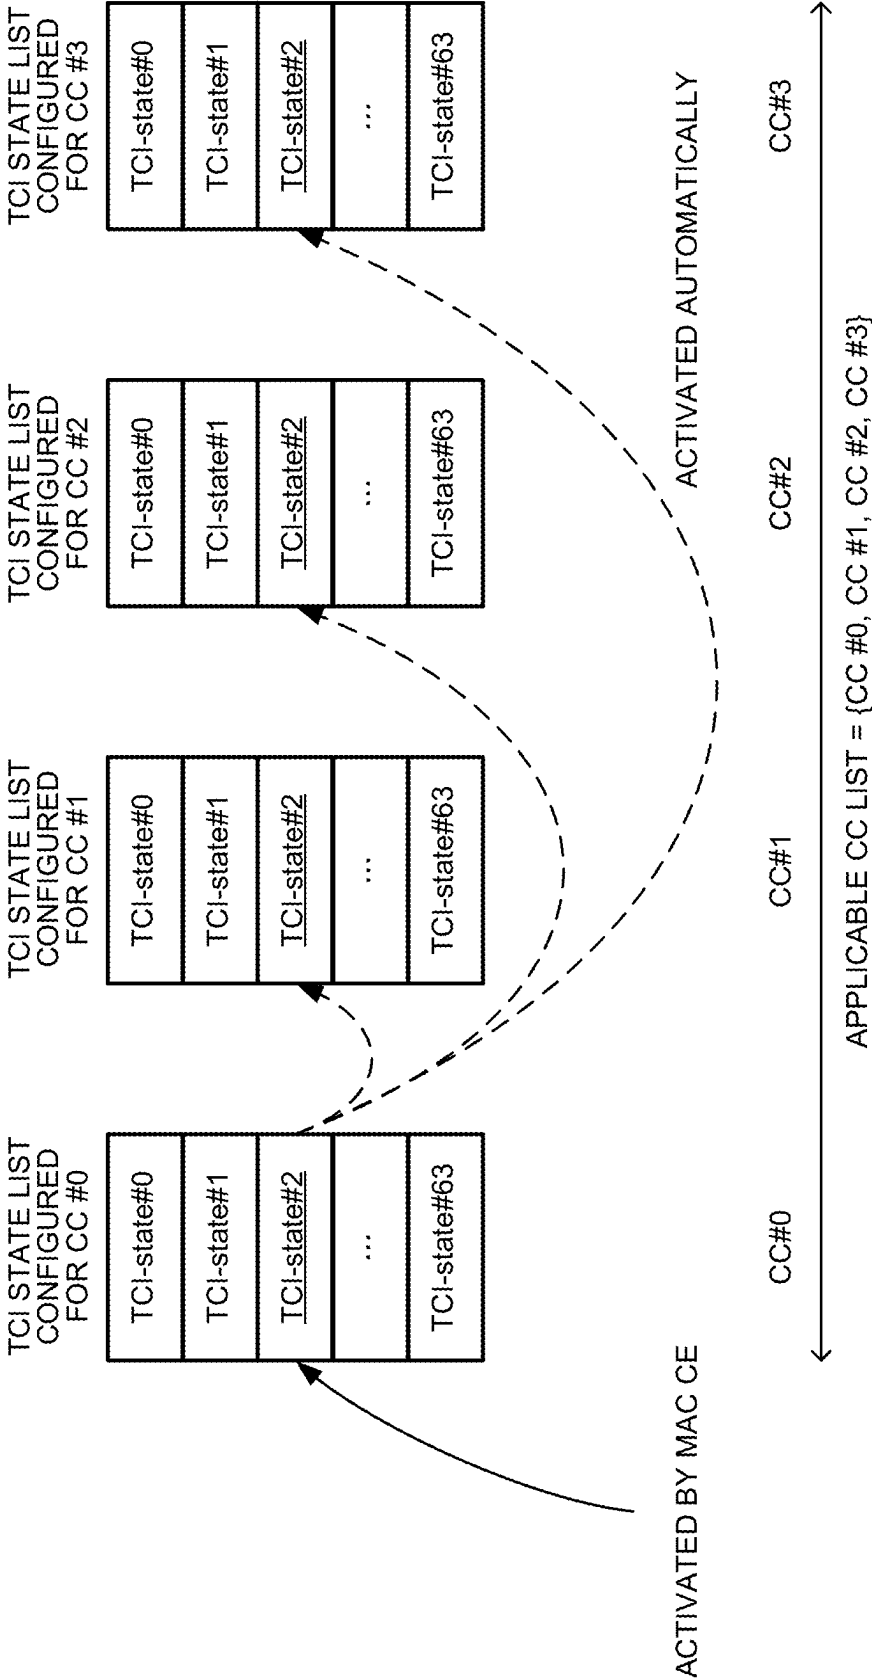 TCI STATE LIST
CONFIGURED
FOR CC #0
TCI-state#0
TCI-state#1
TCI-state#2
...
TCI-state#63
TCI STATE LIST
CONFIGURED
FOR CC #1
TCI-state#0
TCI-state#1
TCI-state#2
...
TCI-state#63
TCI STATE LIST
CONFIGURED
FOR CC #2
TCI-state#0
TCI-state#1
TCI-state#2
...
TCI-state#63
TCI STATE LIST
CONFIGURED
FOR CC #3
TCI-state#0
TCI-state#1
TCI-state#2
...
TCI-state#63
ACTIVATED BY MAC CE
ACTIVATED AUTOMATICALLY
CC#0
CC#1
CC#2
CC#3
APPLICABLE CC LIST = {CC #0, CC #1, CC #2, CC #3}